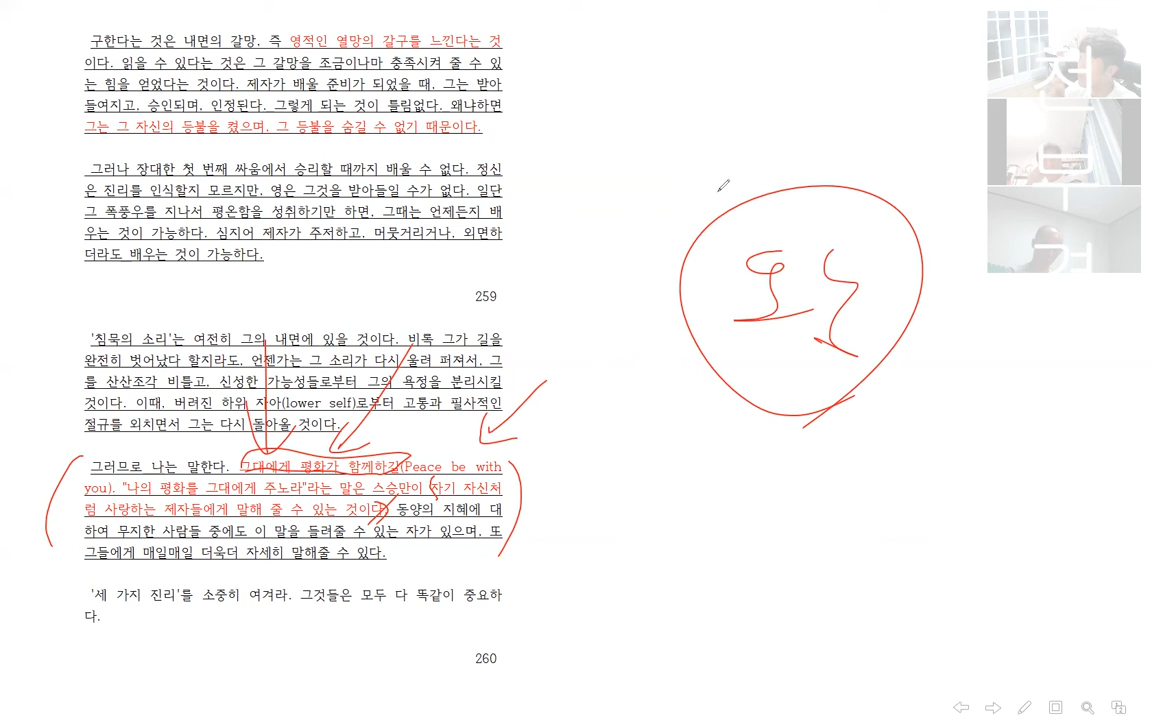 구한다는 것은 내면의 갈망, 즉 영적인 열망의 갈구를 느낀다는 것
이다. 읽을 수 있다는 것은 그 갈망을 조금이나마 충족시켜 줄 수 있
는 힘을 얻었다는 것이다. 제자가 배울 준비가 되었을 때, 그는 받아
들여지고, 승인되며, 인정된다. 그렇게 되는 것이 틀림없다. 왜냐하면
그는 그 자신의 등불을 켰으며, 그 등불을 숨길 수 없기 때문이다.
그러나 장대한 첫 번째 싸움에서 승리할 때까지 배울 수 없다. 정신
은 진리를 인식할지 모르지만, 영은 그것을 받아들일 수가 없다. 일단
그 폭풍우를 지나서 평온함을 성취하기만 하면, 그때는 언제든지 배
우는 것이 가능하다. 심지어 제자가 주저하고, 머뭇거리거나, 외면하
더라도 배우는 것이 가능하다.
259
'침묵의 소리'는 여전히 그의 내면에 있을 것이다. 비록 그가 길을
완전히 벗어났다 할지라도, 언젠가는 그 소리가 다시 울려 퍼져서, 그
를 산산조각 비틀고, 신성한 가능성들로부터 그의 욕정을 분리시킬
것이다. 이때, 버려진 하위 자아(lower self)로부터 고통과 필사적인
절규를 외치면서 그는 다시 돌아올 것이다.
그러므로 나는 말한다. 그대에게 평화가 함께하길(Peace be with
you). "나의 평화를 그대에게 주노라"라는 말은 스승만이 자기 자신처
럼 사랑하는 제자들에게 말해 줄 수 있는 것이다. 동양의 지혜에 대
하여 무지한 사람들 중에도 이 말을 들려줄 수 있는 자가 있으며, 또
그들에게 매일매일 더욱더 자세히 말해줄 수 있다.
'세 가지 진리'를 소중히 여겨라. 그것들은 모두 다 똑같이 중요하
다.
260